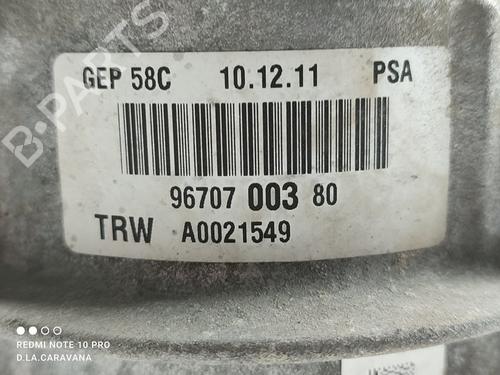 GEP 58C 10.12.11 PSA
96707 003 80
TRW A0021549
B-PARTS
REDMI NOTE 10 PRO
D.LA.CARAVANA